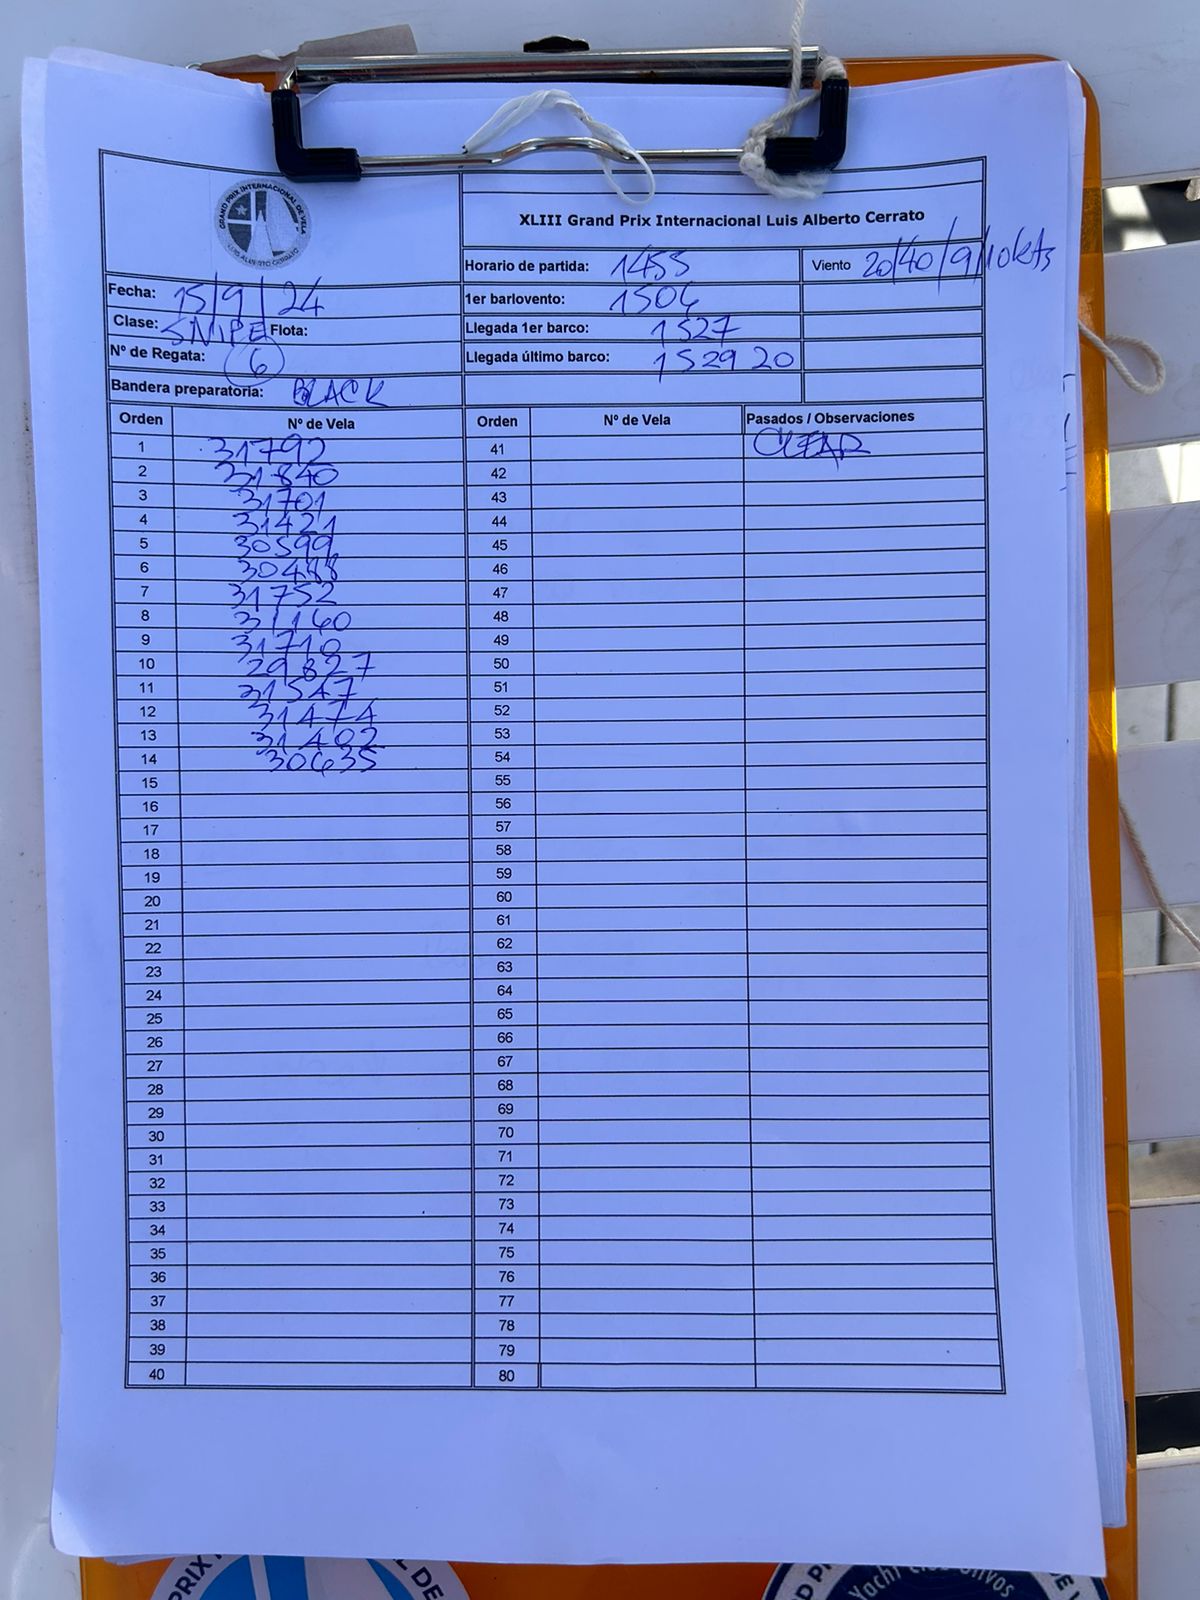 GRAND PRIX INTERNACIONAL DE VELA
LUIS ALBERTO CERRATO
XLIII Grand Prix Internacional Luis Alberto Cerrato
Horario de partida: 1455 Viento 20/40/9/10kts
Fecha: 15/9/24 1er barlovento: 1506
Clase: SNIPE Flota: Llegada 1er barco: 1527
Nº de Regata: 6 Llegada último barco: 1529 20
Bandera preparatoria: BLACK
Orden Nº de Vela Orden Nº de Vela Pasados / Observaciones
1 31792 41 CLEAR
2 31840 42
3 31701 43
4 31421 44
5 30599 45
6 30488 46
7 31752 47
8 31160 48
9 31710 49
10 29827 50
11 31547 51
12 31474 52
13 31402 53
14 30635 54
15 55
16 56
17 57
18 58
19 59
20 60
21 61
22 62
23 63
24 64
25 65
26 66
27 67
28 68
29 69
30 70
31 71
32 72
33 73
34 74
35 75
36 76
37 77
38 78
39 79
40 80